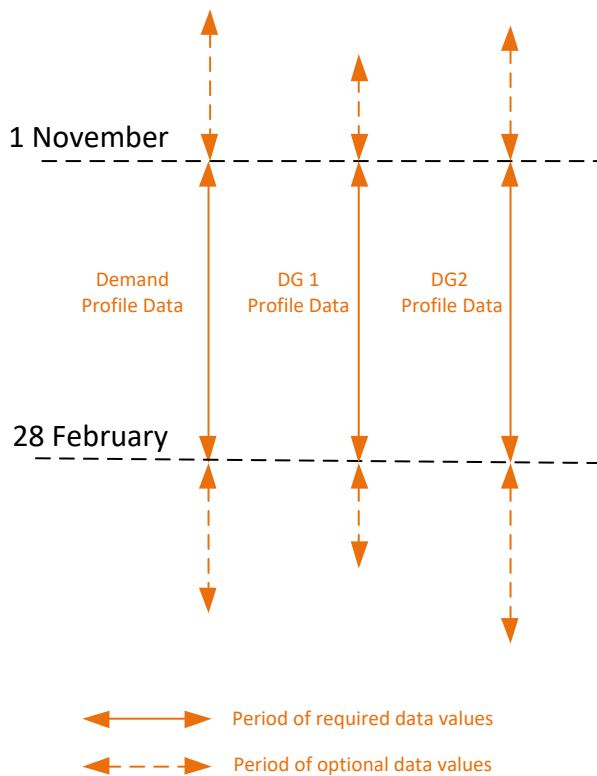 1 November
Demand
Profile Data
DG 1
Profile Data
DG2
Profile Data
28 February
Period of required data values
Period of optional data values